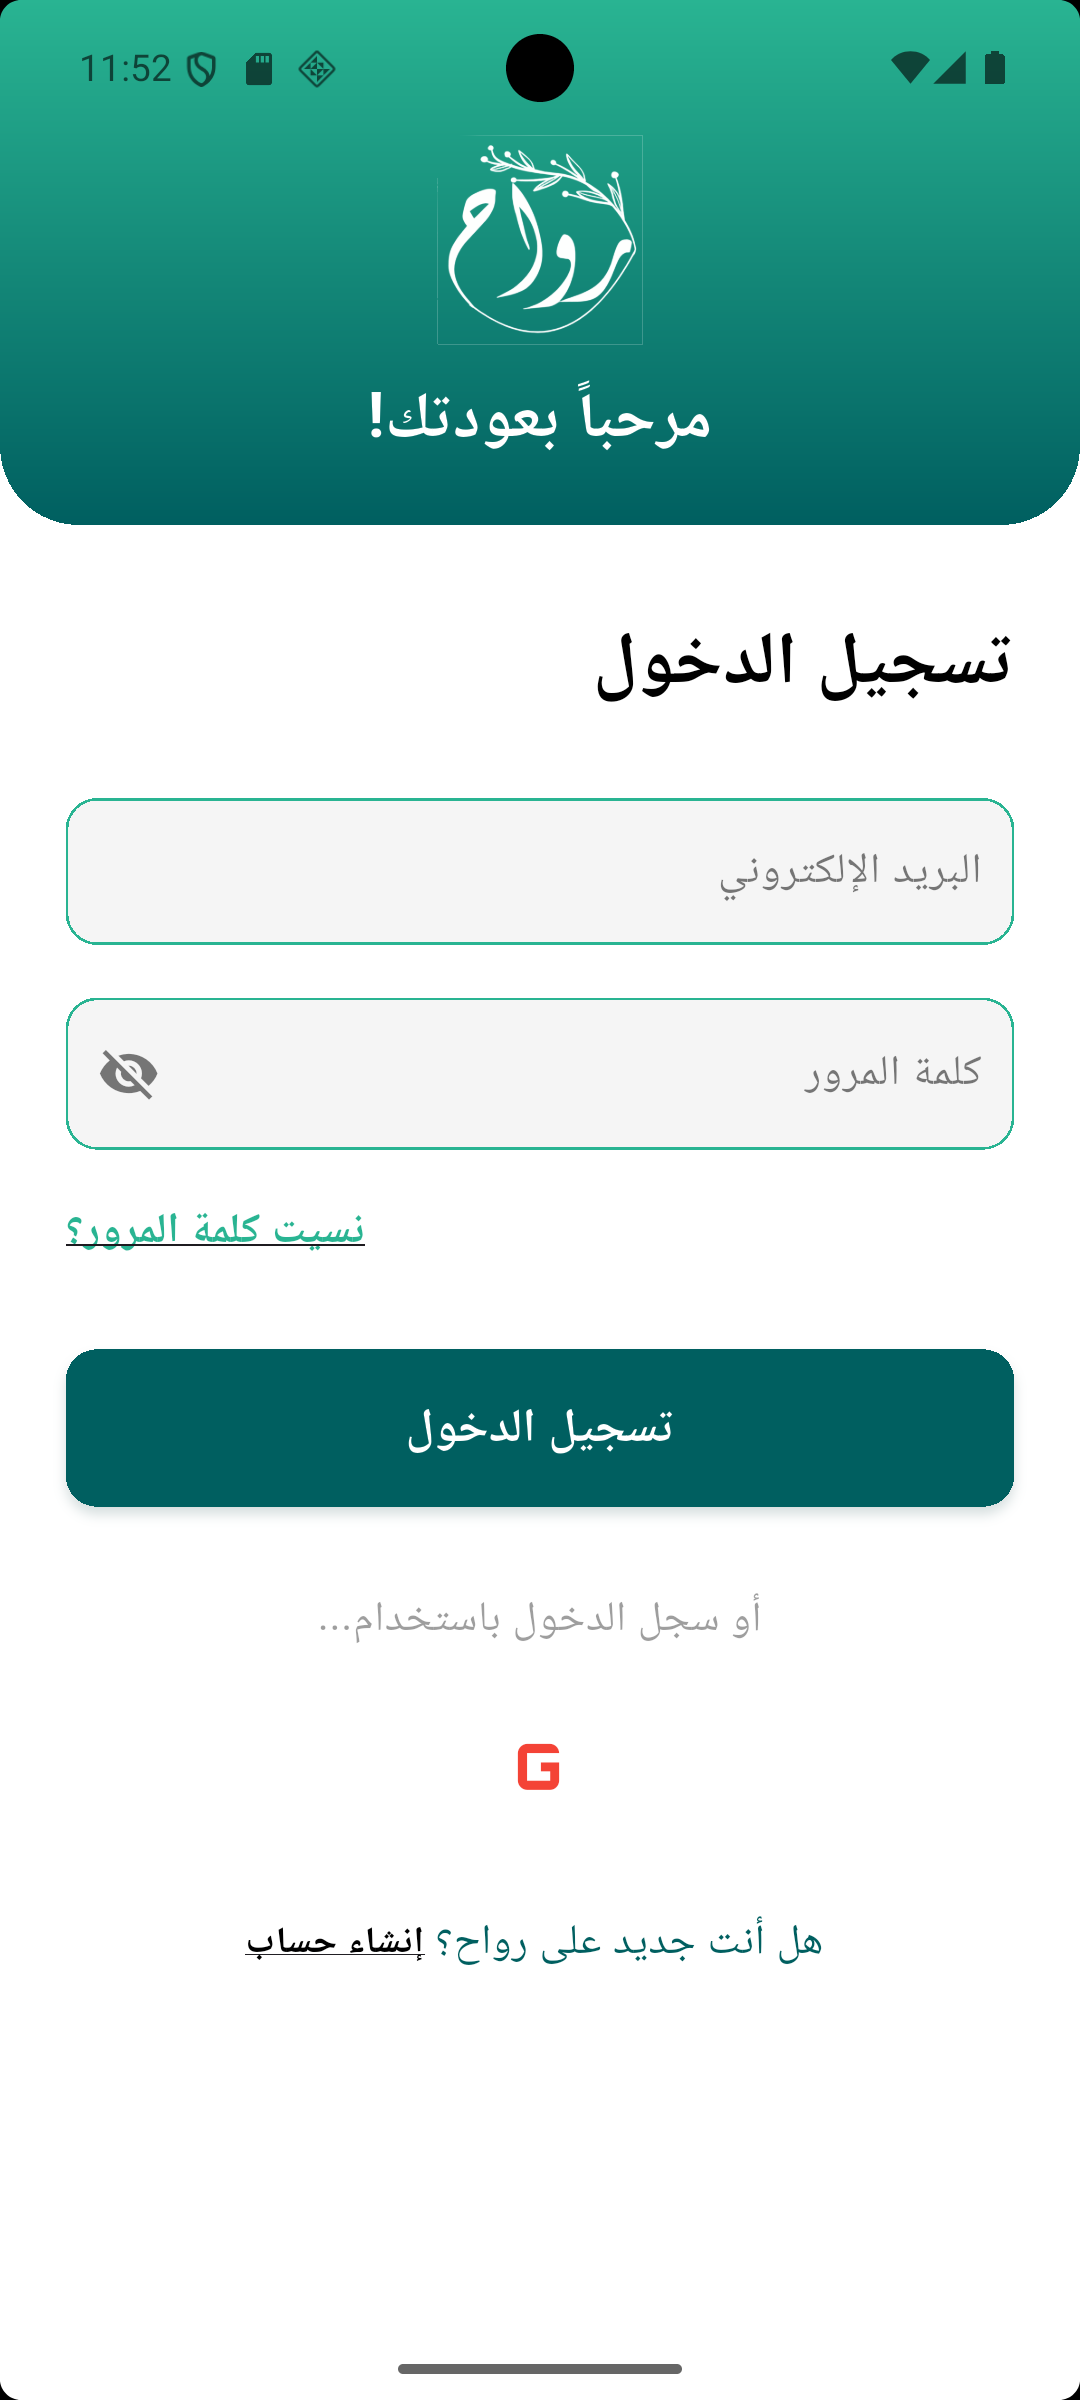 11:52
رواح
مرحباً بعودتك!
تسجيل الدخول
البريد الإلكتروني
كلمة المرور
نسيت كلمة المرور؟
تسجيل الدخول
أو سجل الدخول باستخدام...
G
هل أنت جديد على رواح؟ إنشاء حساب